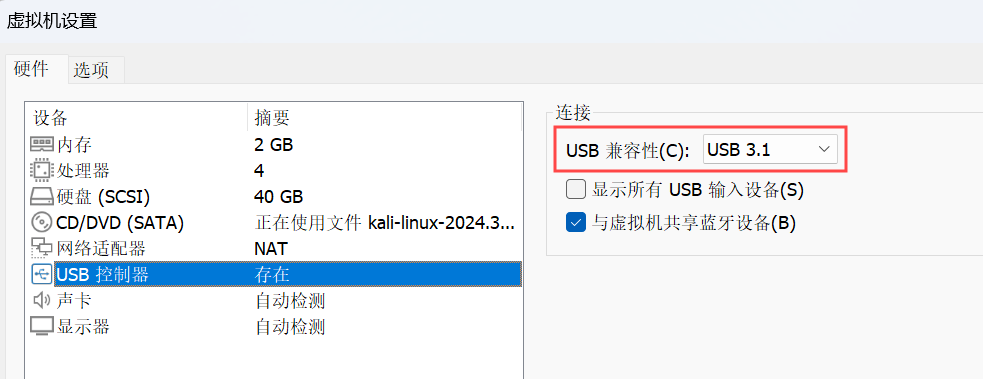 虚拟机设置
硬件 选项
设备 摘要
内存 2 GB
处理器 4
硬盘 (SCSI) 40 GB
CD/DVD (SATA) 正在使用文件 kali-linux-2024.3...
网络适配器 NAT
USB 控制器 存在
声卡 自动检测
显示器 自动检测
连接
USB 兼容性(C): USB 3.1
显示所有 USB 输入设备(S)
与虚拟机共享蓝牙设备(B)